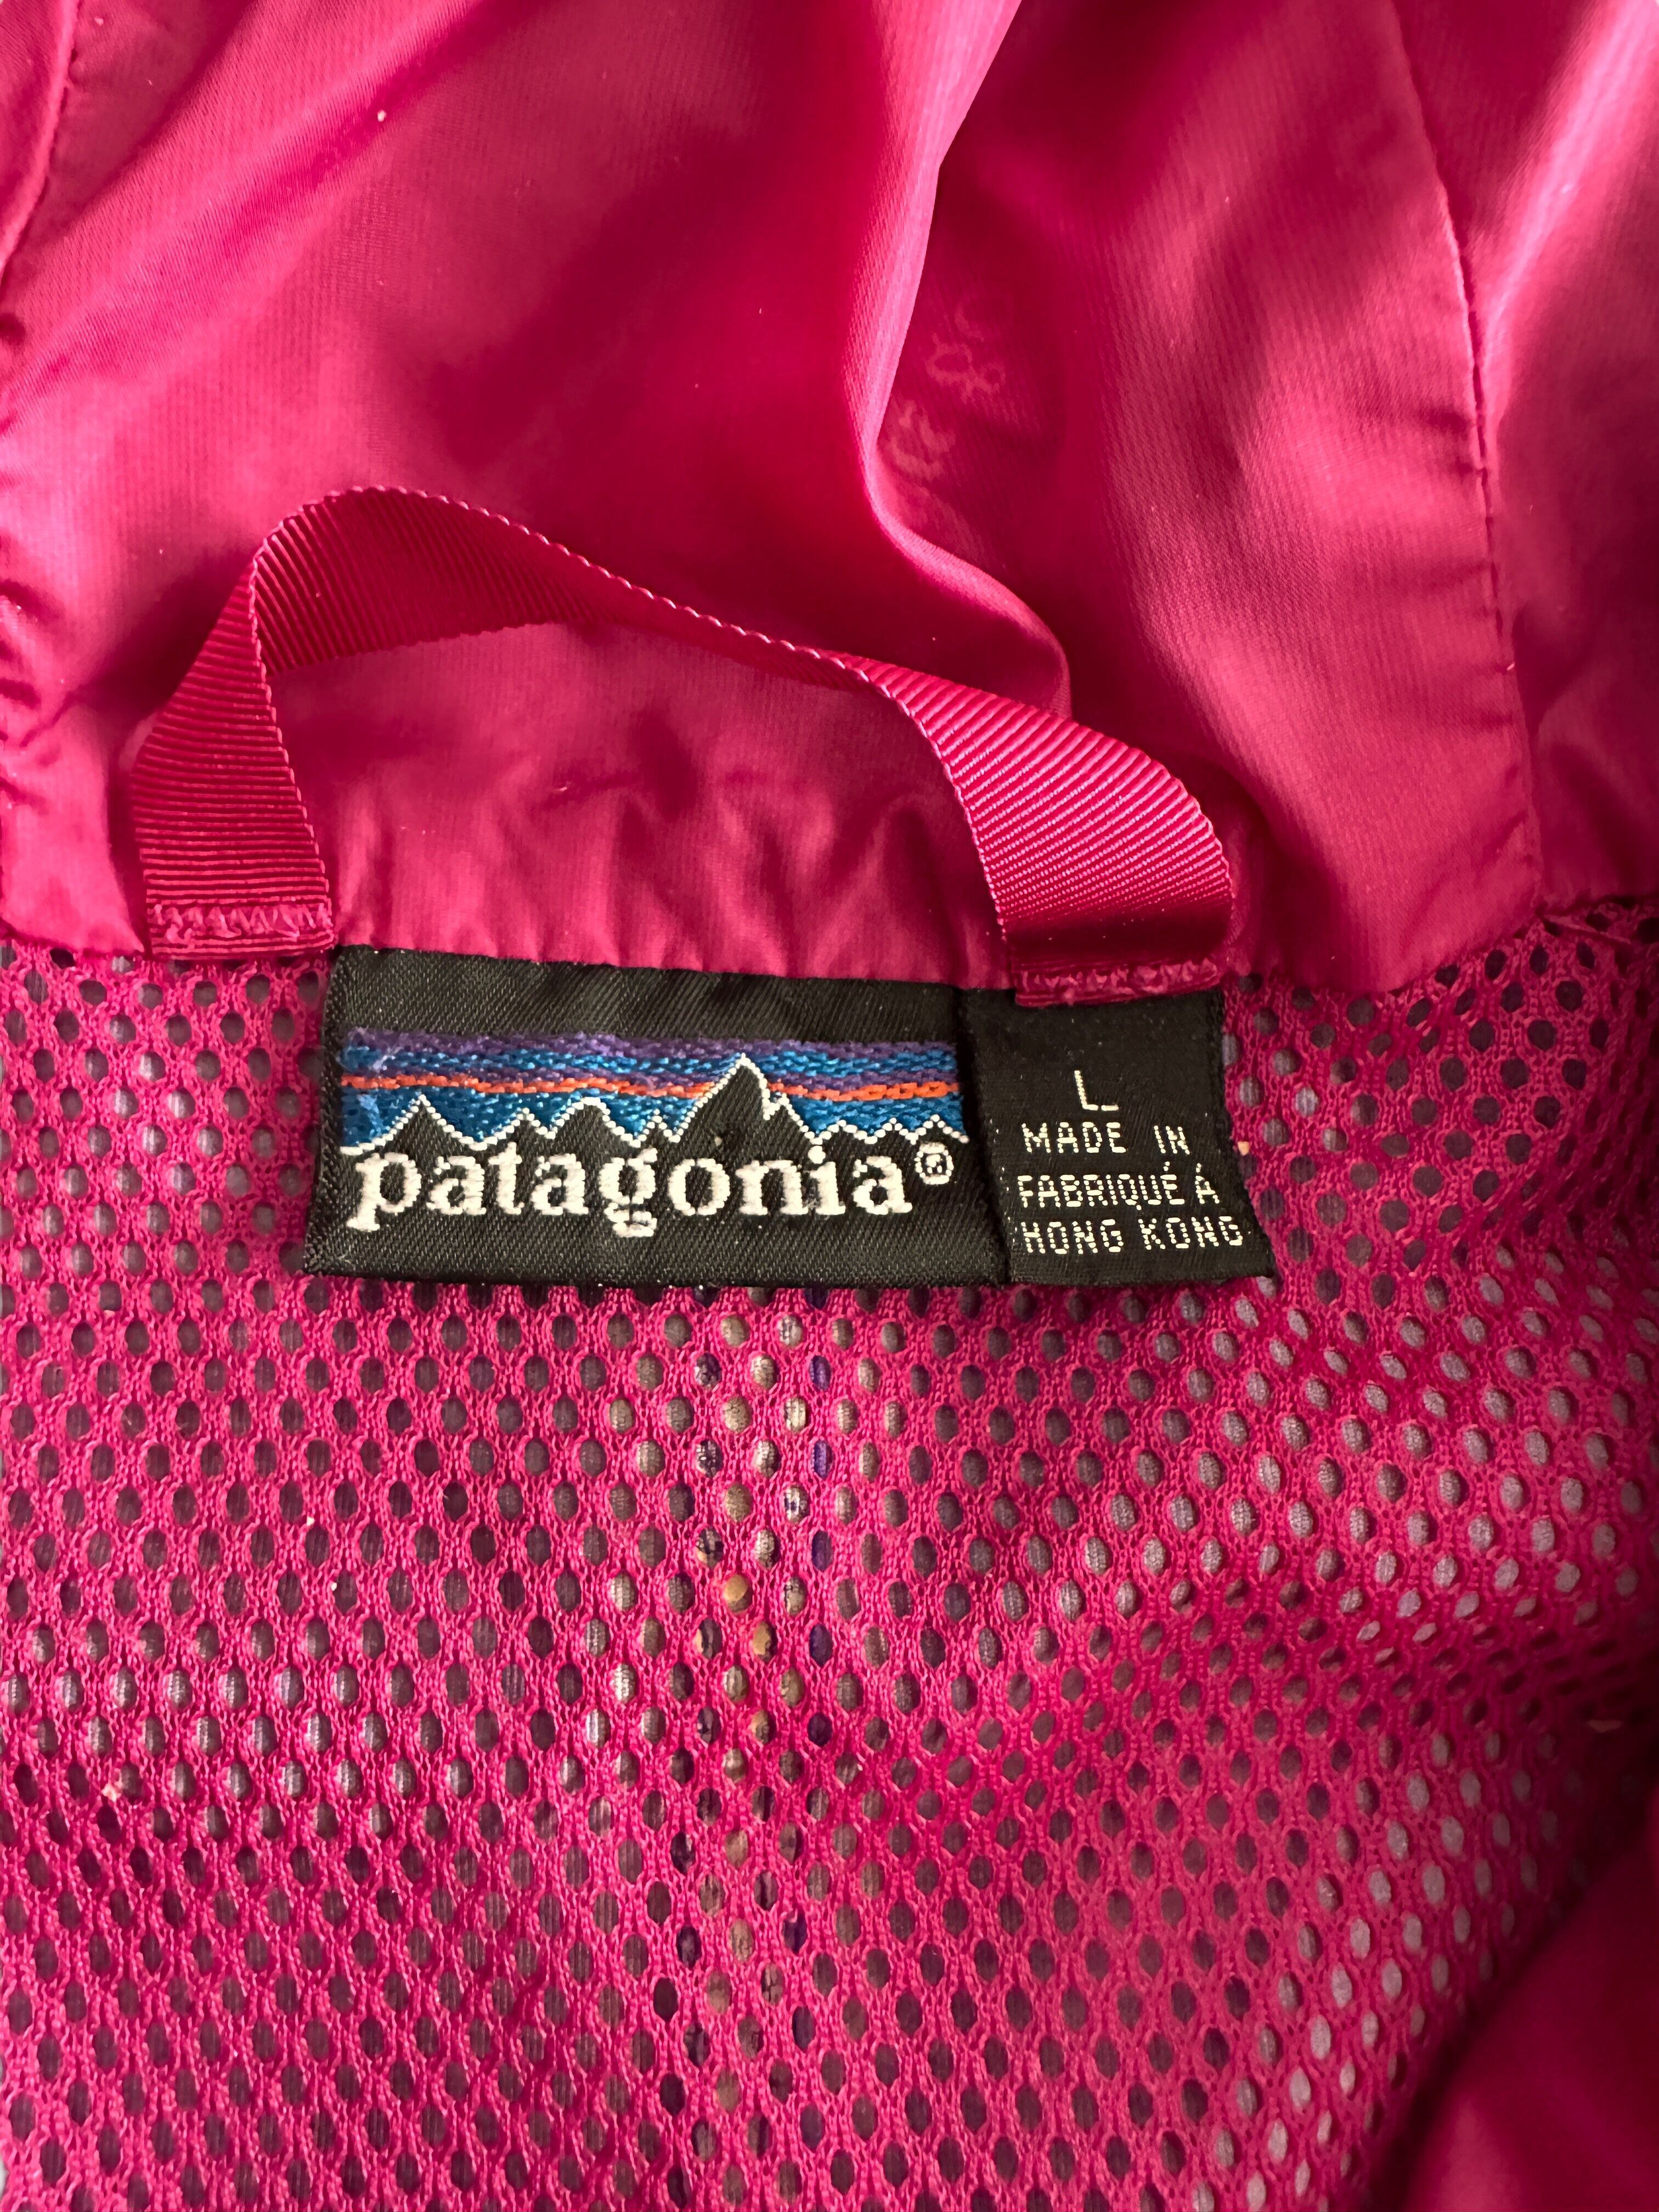 patagonia®
L
MADE IN
FABRIQUÉ Á
HONG KONG